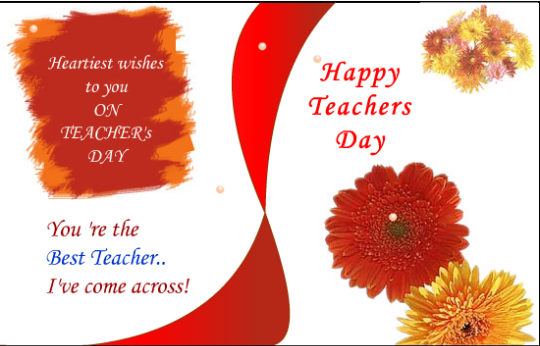 Heartiest wishes
to you
ON
TEACHER's
DAY
You 're the
Best Teacher..
I've come across!
Happy
Teachers
Day